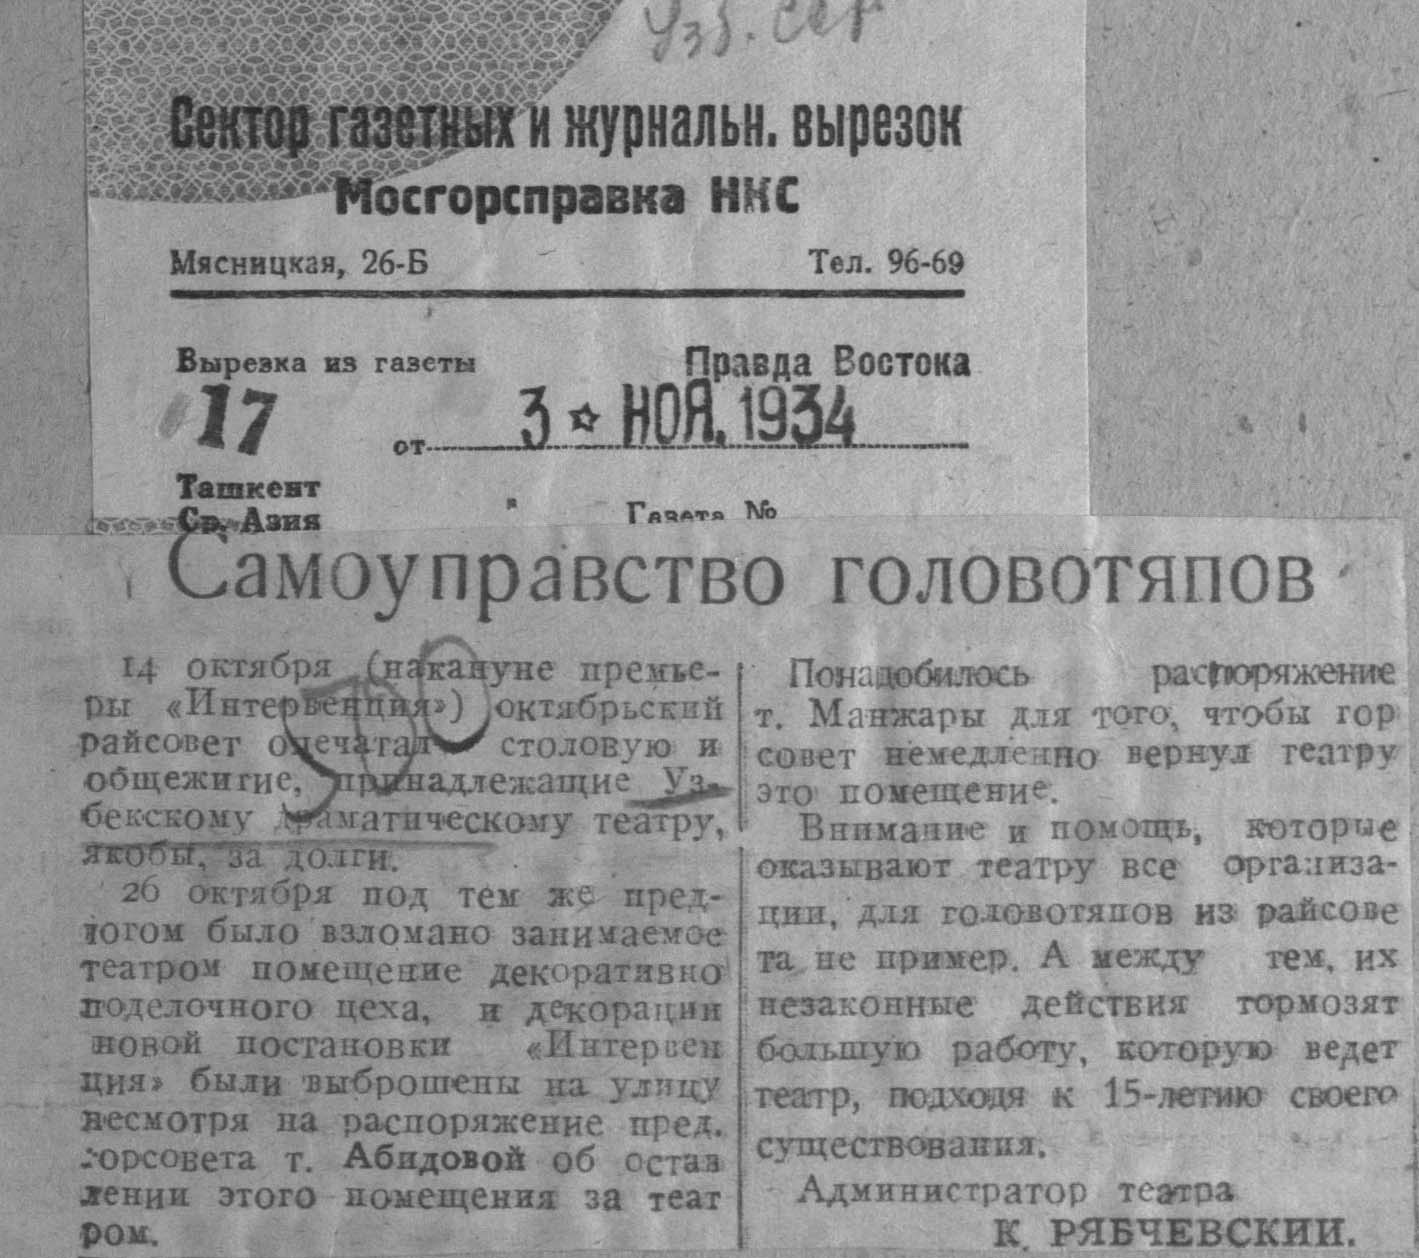 Узб.
Сектор газетных и журнальн. вырезок
Мосгорсправка НКС
Мясницкая, 26-Б Тел. 96-69
Вырезка из газеты Правда Востока
17 от 3 НОЯ. 1934
Ташкент
Ср. Азия Газета №
Самоуправство головотяпов
14 октября (накануне премье-
ры «Интервенция») октябрьский
райсовет опечатал столовую и
общежитие, принадлежащие Уз-
бекскому драматическому театру,
якобы, за долги.
26 октября под тем же пред-
логом было взломано занимаемое
театром помещение декоративно
поделочного цеха, и декорации
новой постановки «Интервен
ция» были выброшены на улицу
несмотря на распоряжение пред.
горсовета т. Абидовой об остав
лении этого помещения за теат
ром.
Понадобилось распоряжение
т. Манжары для того, чтобы гор
совет немедленно вернул театру
это помещение.
Внимание и помощь, которые
оказывают театру все организа-
ции, для головотяпов из райсове
та не пример. А между тем, их
незаконные действия тормозят
большую работу, которую ведет
театр, подходя к 15-летию своего
существования.
Администратор театра
К. РЯБЧЕВСКИЙ.